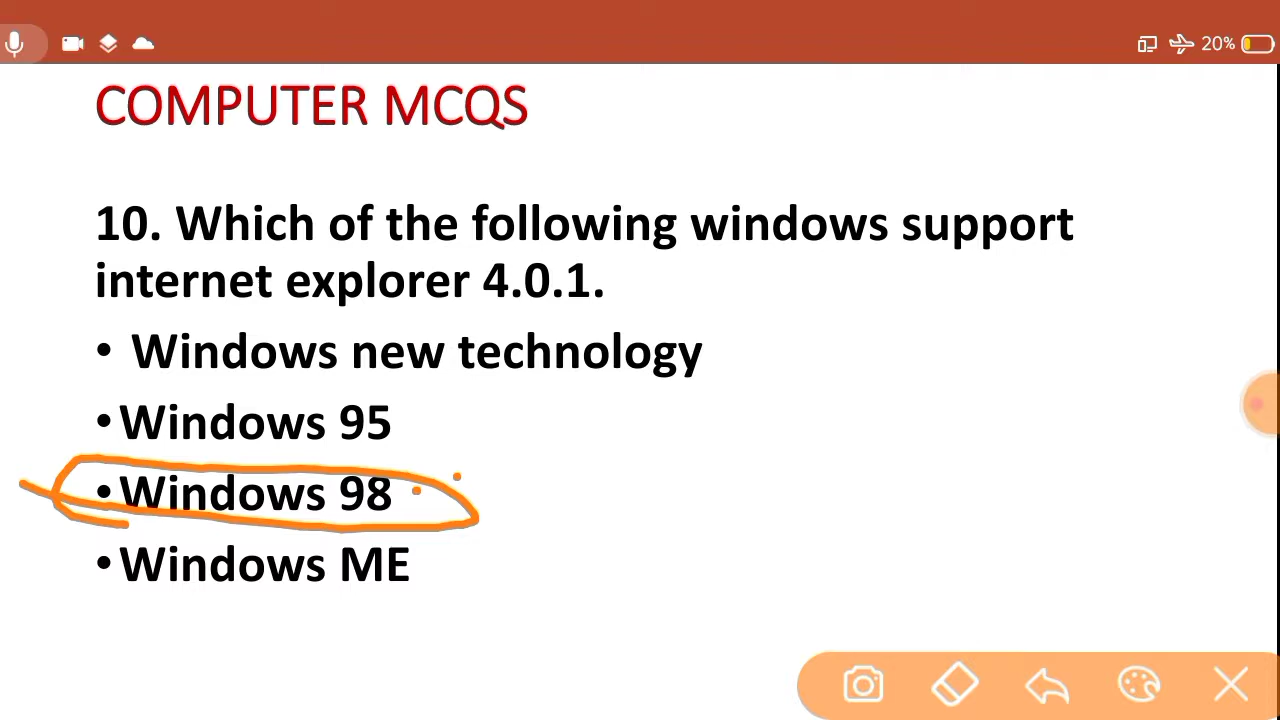 20%
COMPUTER MCQS
10. Which of the following windows support
internet explorer 4.0.1.
• Windows new technology
• Windows 95
• Windows 98
• Windows ME